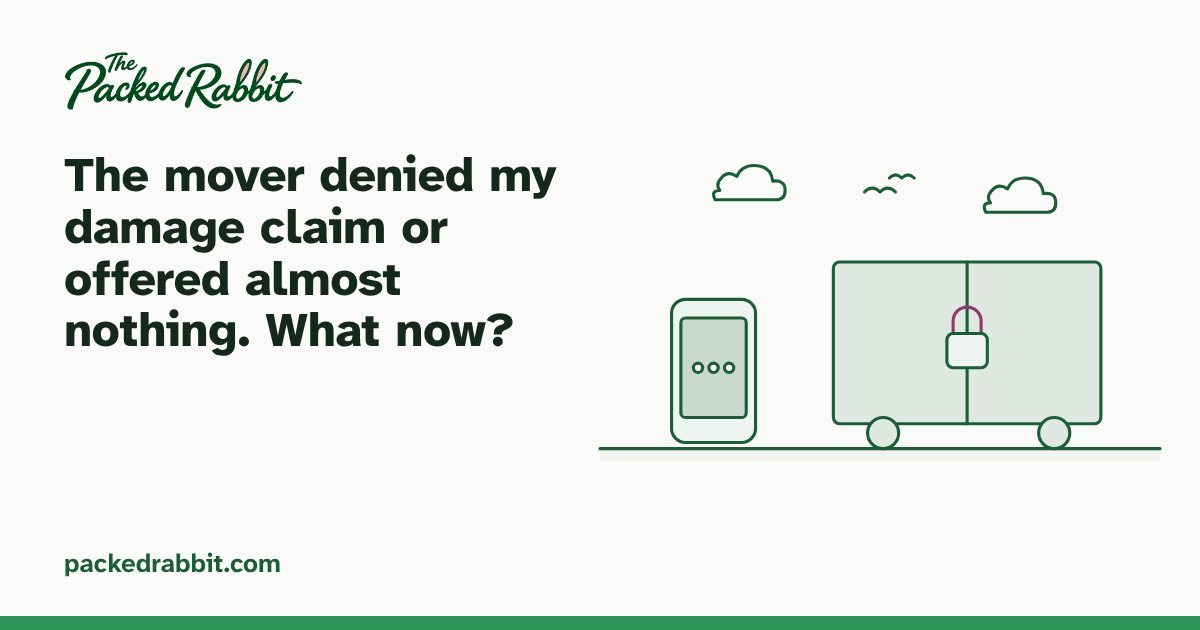 The
Packed Rabbit
The mover denied my
damage claim or
offered almost
nothing. What now?
packedrabbit.com